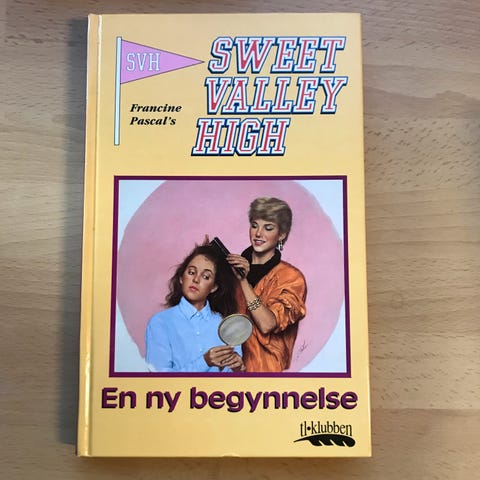 SVH
SWEET
VALLEY
HIGH
Francine
Pascal's
En ny begynnelse
tl•klubben